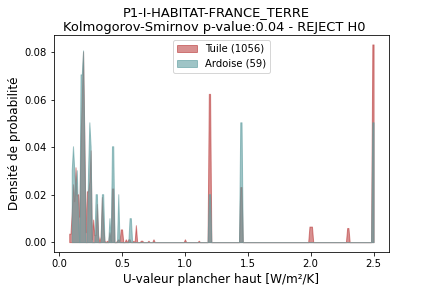 P1-I-HABITAT-FRANCE_TERRE
Kolmogorov-Smirnov p-value:0.04 - REJECT H0
Tuile (1056)
Ardoise (59)
Densité de probabilité
0.08
0.06
0.04
0.02
0.00
0.0 0.5 1.0 1.5 2.0 2.5
U-valeur plancher haut [W/m²/K]